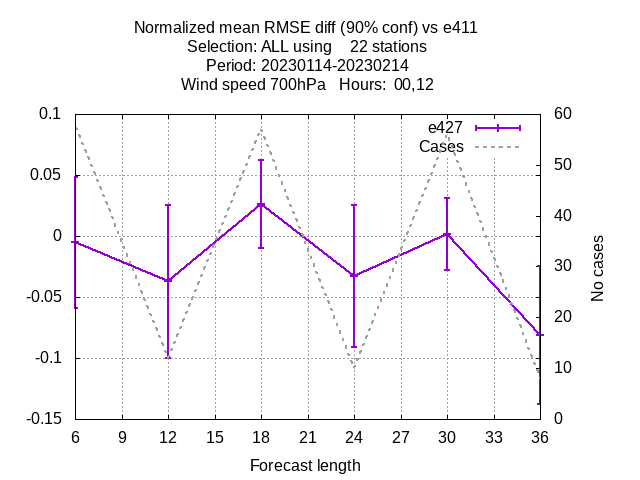 Normalized mean RMSE diff (90% conf) vs e411
Selection: ALL using    22 stations
Period: 20230114-20230214
Wind speed 700hPa   Hours:  00,12
e427
Cases
0.1
0.05
0
-0.05
-0.1
-0.15
60
50
40
30
20
10
0
No cases
6 9 12 15 18 21 24 27 30 33 36
Forecast length